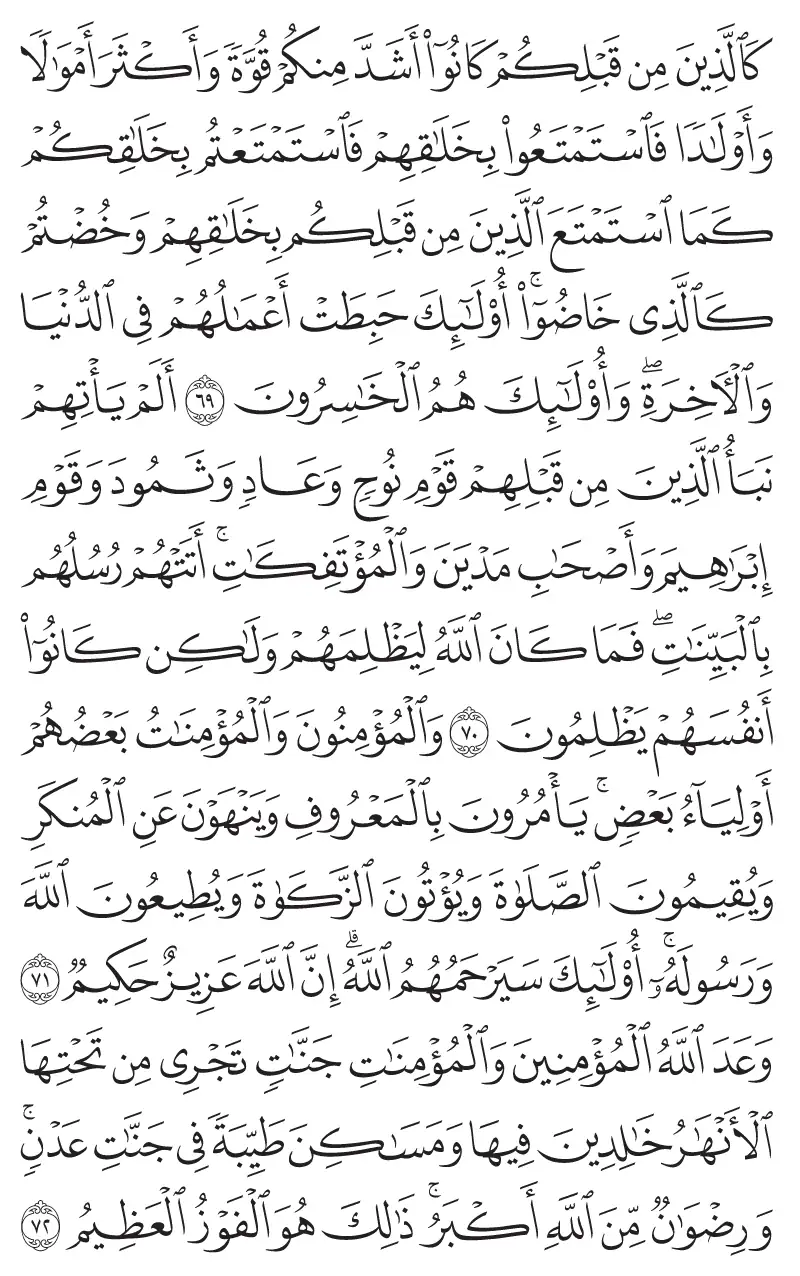 كَٱلَّذِينَ مِن قَبۡلِكُمۡ كَانُوٓاْ أَشَدَّ مِنكُمۡ قُوَّةٗ وَأَكۡثَرَ أَمۡوَٰلٗا
وَأَوۡلَٰدٗا فَٱسۡتَمۡتَعُواْ بِخَلَٰقِهِمۡ فَٱسۡتَمۡتَعۡتُم بِخَلَٰقِكُمۡ
كَمَا ٱسۡتَمۡتَعَ ٱلَّذِينَ مِن قَبۡلِكُم بِخَلَٰقِهِمۡ وَخُضۡتُمۡ
كَٱلَّذِي خَاضُوٓاْۚ أُوْلَٰٓئِكَ حَبِطَتۡ أَعۡمَٰلُهُمۡ فِي ٱلدُّنۡيَا
وَٱلۡأٓخِرَةِۖ وَأُوْلَٰٓئِكَ هُمُ ٱلۡخَٰسِرُونَ ٦٩ أَلَمۡ يَأۡتِهِمۡ
نَبَأُ ٱلَّذِينَ مِن قَبۡلِهِمۡ قَوۡمِ نُوحٖ وَعَادٖ وَثَمُودَ وَقَوۡمِ
إِبۡرَٰهِيمَ وَأَصۡحَٰبِ مَدۡيَنَ وَٱلۡمُؤۡتَفِكَٰتِۚ أَتَتۡهُمۡ رُسُلُهُم
بِٱلۡبَيِّنَٰتِۖ فَمَا كَانَ ٱللَّهُ لِيَظۡلِمَهُمۡ وَلَٰكِن كَانُوٓاْ
أَنفُسَهُمۡ يَظۡلِمُونَ ٧٠ وَٱلۡمُؤۡمِنُونَ وَٱلۡمُؤۡمِنَٰتُ بَعۡضُهُمۡ
أَوۡلِيَآءُ بَعۡضٖۚ يَأۡمُرُونَ بِٱلۡمَعۡرُوفِ وَيَنۡهَوۡنَ عَنِ ٱلۡمُنكَرِ
وَيُقِيمُونَ ٱلصَّلَوٰةَ وَيُؤۡتُونَ ٱلزَّكَوٰةَ وَيُطِيعُونَ ٱللَّهَ
وَرَسُولَهُۥٓۚ أُوْلَٰٓئِكَ سَيَرۡحَمُهُمُ ٱللَّهُۗ إِنَّ ٱللَّهَ عَزِيزٌ حَكِيمٞ ٧١
وَعَدَ ٱللَّهُ ٱلۡمُؤۡمِنِينَ وَٱلۡمُؤۡمِنَٰتِ جَنَّٰتٖ تَجۡرِي مِن تَحۡتِهَا
ٱلۡأَنۡهَٰرُ خَٰلِدِينَ فِيهَا وَمَسَٰكِنَ طَيِّبَةٗ فِي جَنَّٰتِ عَدۡنٖۚ
وَرِضۡوَٰنٞ مِّنَ ٱللَّهِ أَكۡبَرُۚ ذَٰلِكَ هُوَ ٱلۡفَوۡزُ ٱلۡعَظِيمُ ٧٢